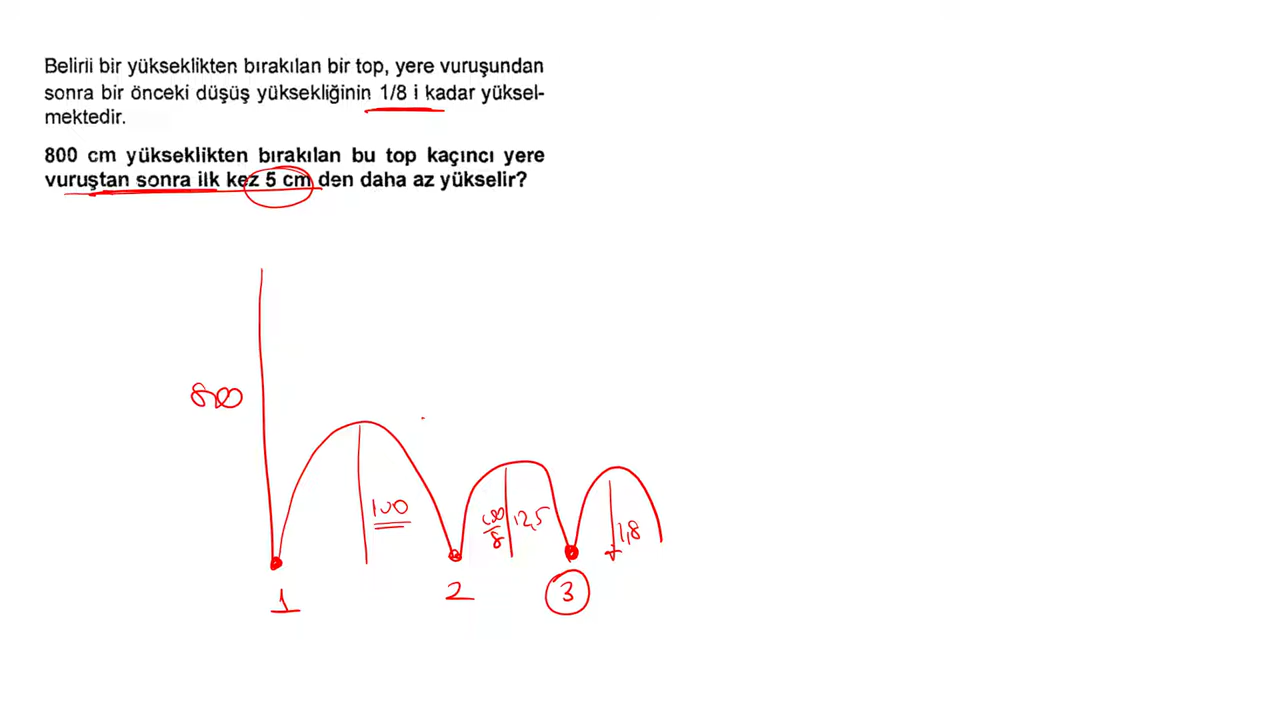 Belirli bir yükseklikten bırakılan bir top, yere vuruşundan
sonra bir önceki düşüş yüksekliğinin 1/8 i kadar yüksel-
mektedir.
800 cm yükseklikten bırakılan bu top kaçıncı yere
vuruştan sonra ilk kez 5 cm den daha az yükselir?
800
100
100/8 12,5
1,8
1 2 3